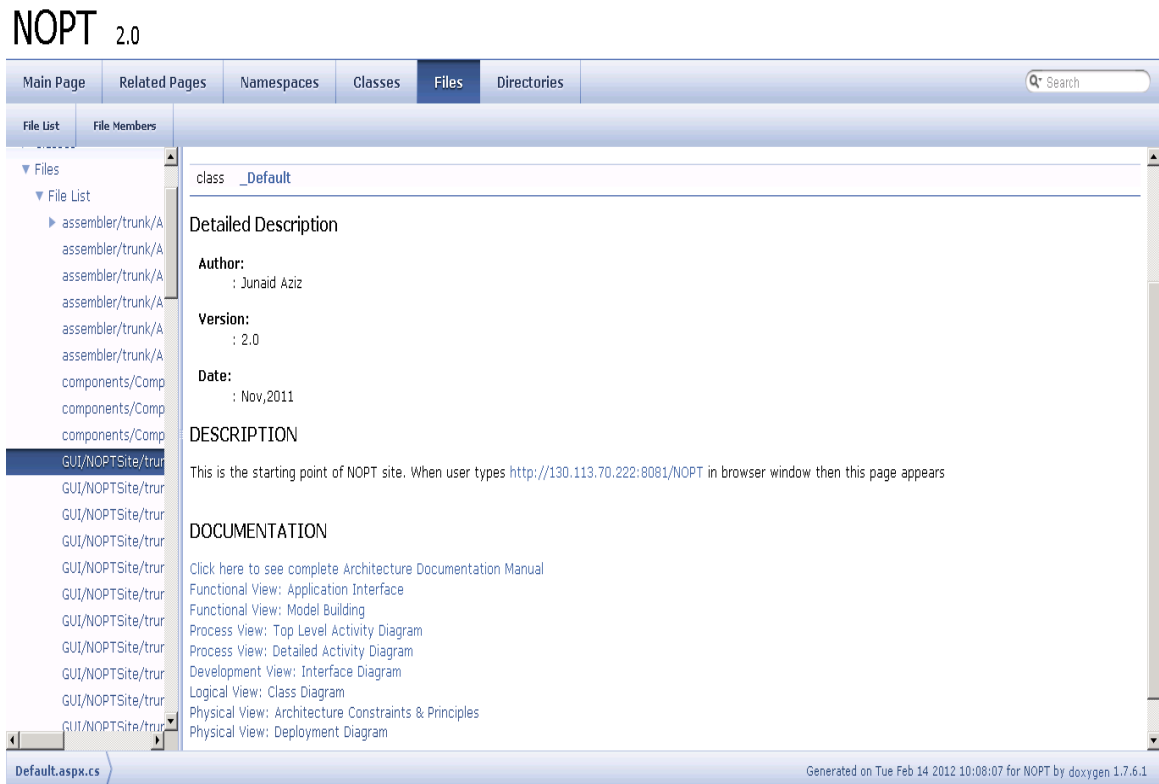 NOPT 2.0
Main Page Related Pages Namespaces Classes Files Directories Search
File List File Members
▼ Files
▼ File List
assembler/trunk/A
assembler/trunk/A
assembler/trunk/A
assembler/trunk/A
assembler/trunk/A
assembler/trunk/A
components/Comp
components/Comp
components/Comp
GUI/NOPTSite/trur
GUI/NOPTSite/trur
GUI/NOPTSite/trur
GUI/NOPTSite/trur
GUI/NOPTSite/trur
GUI/NOPTSite/trur
GUI/NOPTSite/trur
GUI/NOPTSite/trur
GUI/NOPTSite/trur
GUI/NOPTSite/trur
GUI/NOPTSite/trur
class _Default
Detailed Description
Author:
: Junaid Aziz
Version:
: 2.0
Date:
: Nov,2011
DESCRIPTION
This is the starting point of NOPT site. When user types http://130.113.70.222:8081/NOPT in browser window then this page appears
DOCUMENTATION
Click here to see complete Architecture Documentation Manual
Functional View: Application Interface
Functional View: Model Building
Process View: Top Level Activity Diagram
Process View: Detailed Activity Diagram
Development View: Interface Diagram
Logical View: Class Diagram
Physical View: Architecture Constraints & Principles
Physical View: Deployment Diagram
Default.aspx.cs
Generated on Tue Feb 14 2012 10:08:07 for NOPT by doxygen 1.7.6.1